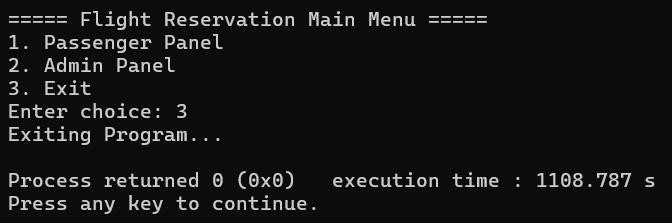 ===== Flight Reservation Main Menu =====
1. Passenger Panel
2. Admin Panel
3. Exit
Enter choice: 3
Exiting Program...

Process returned 0 (0x0)   execution time : 1108.787 s
Press any key to continue.